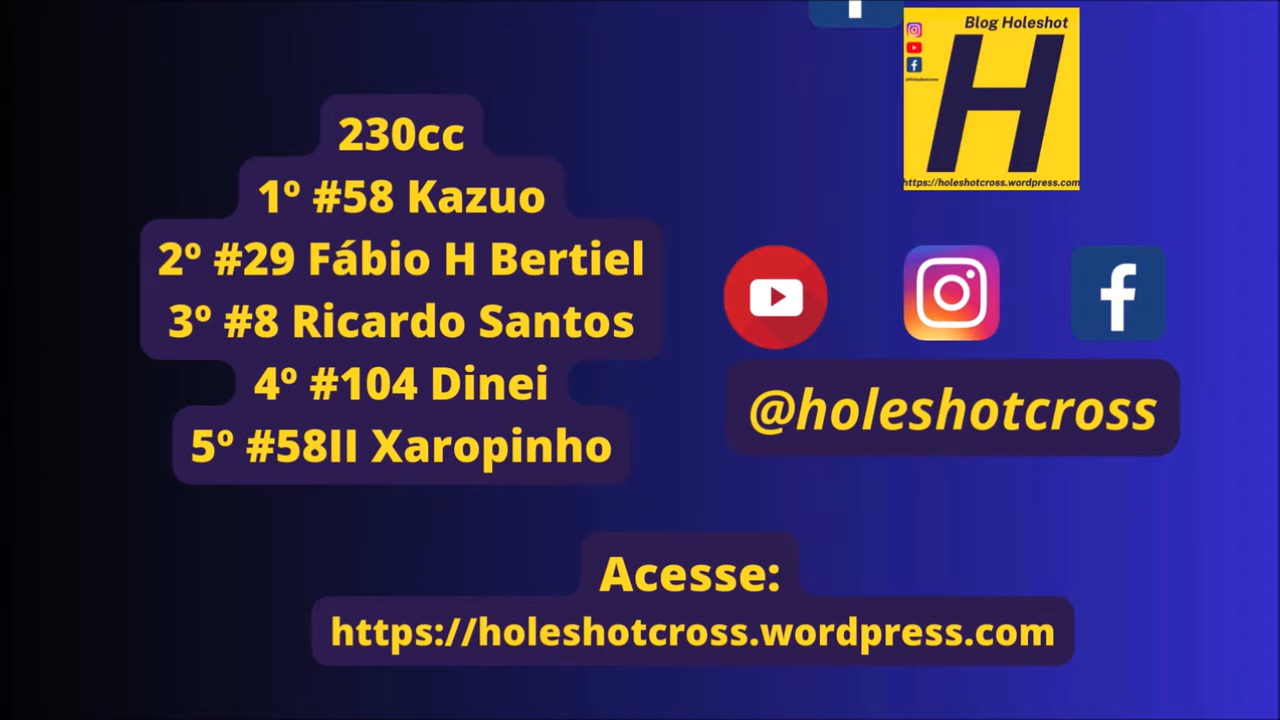 Blog Holeshot
H
https://holeshotcross.wordpress.com
230cc
1º #58 Kazuo
2º #29 Fábio H Bertiel
3º #8 Ricardo Santos
4º #104 Dinei
5º #58II Xaropinho
@holeshotcross
Acesse:
https://holeshotcross.wordpress.com